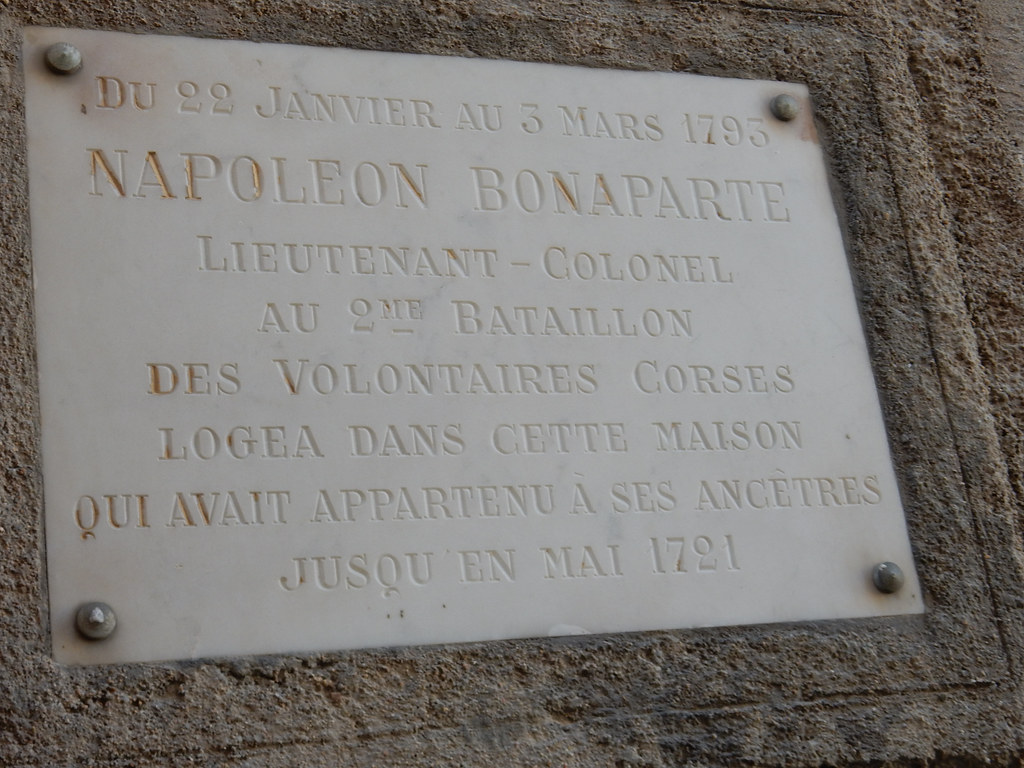 DU 22 JANVIER AU 3 MARS 1793
NAPOLEON BONAPARTE
LIEUTENANT - COLONEL
AU 2ME BATAILLON
DES VOLONTAIRES CORSES
LOGEA DANS CETTE MAISON
QUI AVAIT APPARTENU À SES ANCÊTRES
JUSQU'EN MAI 1721